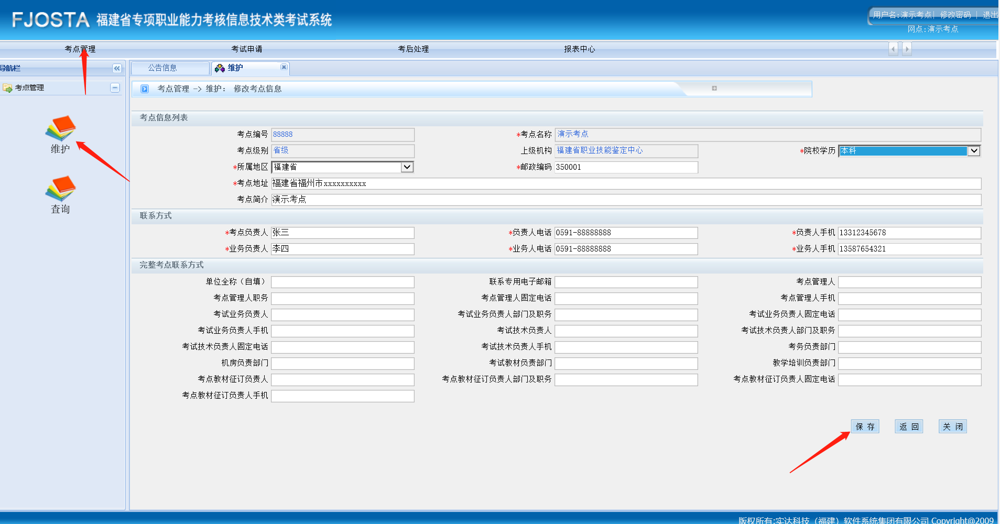 FJOSTA 福建省专项职业能力考核信息技术类考试系统
用户名:演示考点| 修改密码 | 退出
网点:演示考点
考点管理 考试申请 考后处理 报表中心
导航栏
公告信息 维护
考点管理
考点管理 -> 维护: 修改考点信息
维护
查询
考点信息列表
考点编号 88888 *考点名称 演示考点
考点级别 省级 上级机构 福建省职业技能鉴定中心 *院校学历 本科
*所属地区 福建省 *邮政编码 350001
*考点地址 福建省福州市xxxxxxxxxx
考点简介 演示考点
联系方式
*考点负责人 张三 *负责人电话 0591-88888888 *负责人手机 13312345678
*业务负责人 李四 *业务人电话 0591-88888888 *业务人手机 13587654321
完整考点联系方式
单位全称（自填） 联系专用电子邮箱 考点管理人
考点管理人职务 考点管理人固定电话 考点管理人手机
考试业务负责人 考试业务负责人部门及职务 考试业务负责人固定电话
考试业务负责人手机 考试技术负责人 考试技术负责人部门及职务
考试技术负责人固定电话 考试技术负责人手机 考务负责部门
机房负责部门 考试教材负责部门 教学培训负责部门
考点教材征订负责人 考点教材征订负责人部门及职务 考点教材征订负责人固定电话
考点教材征订负责人手机
保 存 返 回 关 闭
版权所有:实达科技（福建）软件系统集团有限公司 Copyright@2009